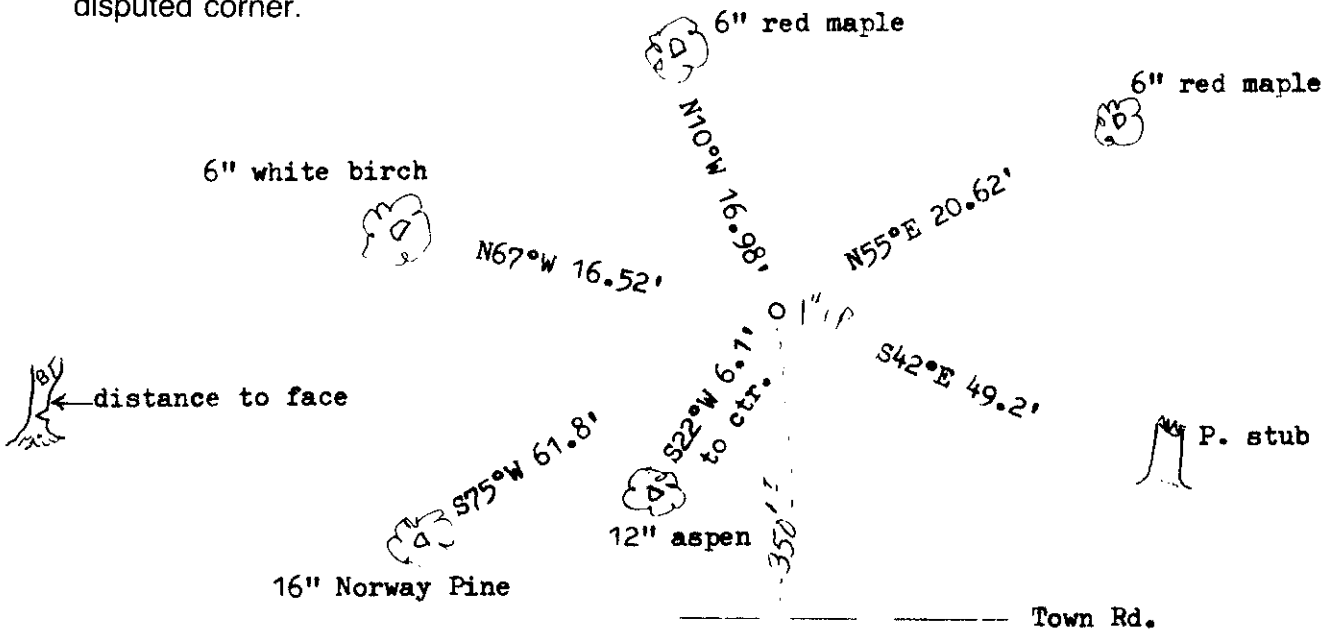 disputed corner.
6" red maple
6" red maple
6" white birch
N10°W 16.98'
N55°E 20.62'
N67°W 16.52'
1" IP
S42°E 49.2'
BT
distance to face
S22°W 6.1'
to ctr.
S75°W 61.8'
P. stub
12" aspen
350'±
16" Norway Pine
Town Rd.